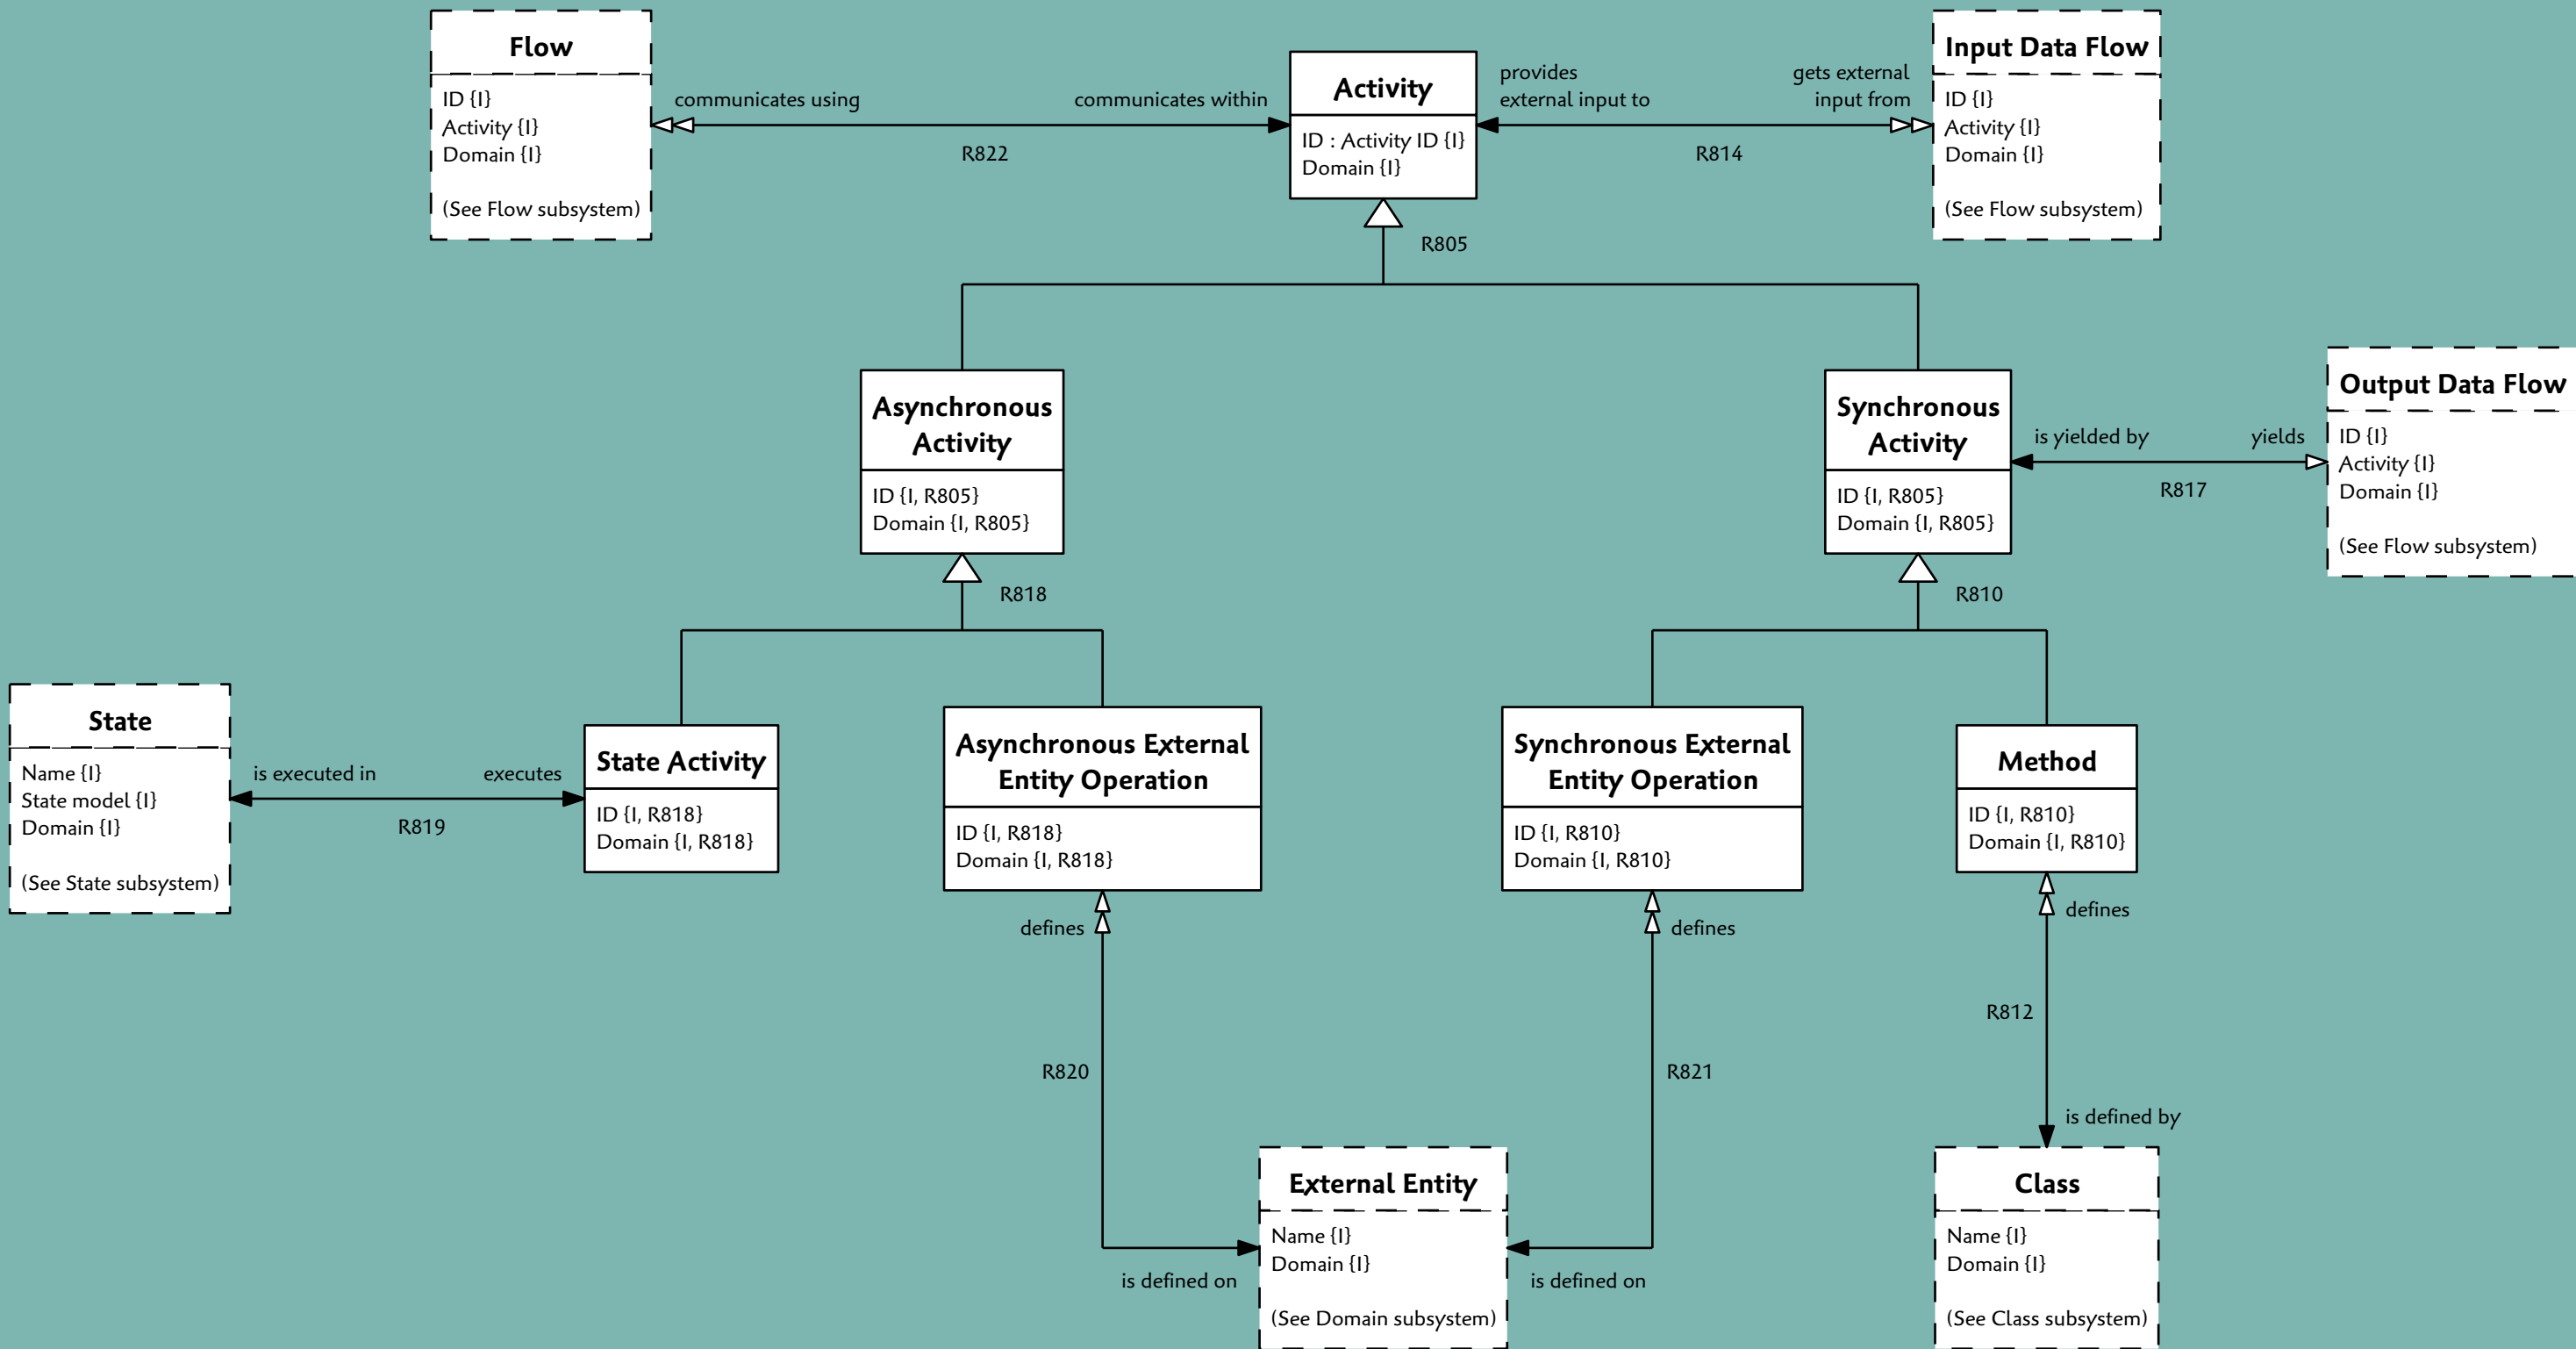 Flow
ID {I}
Activity {I}
Domain {I}
(See Flow subsystem)
communicates using
communicates within
R822
Activity
ID : Activity ID {I}
Domain {I}
provides
external input to
gets external
input from
R814
Input Data Flow
ID {I}
Activity {I}
Domain {I}
(See Flow subsystem)
R805
Asynchronous
Activity
ID {I, R805}
Domain {I, R805}
Synchronous
Activity
ID {I, R805}
Domain {I, R805}
is yielded by
yields
R817
Output Data Flow
ID {I}
Activity {I}
Domain {I}
(See Flow subsystem)
R818
R810
State
Name {I}
State model {I}
Domain {I}
(See State subsystem)
is executed in
executes
R819
State Activity
ID {I, R818}
Domain {I, R818}
Asynchronous External
Entity Operation
ID {I, R818}
Domain {I, R818}
Synchronous External
Entity Operation
ID {I, R810}
Domain {I, R810}
Method
ID {I, R810}
Domain {I, R810}
defines
defines
defines
R812
R820
R821
is defined by
is defined on
External Entity
Name {I}
Domain {I}
(See Domain subsystem)
is defined on
Class
Name {I}
Domain {I}
(See Class subsystem)